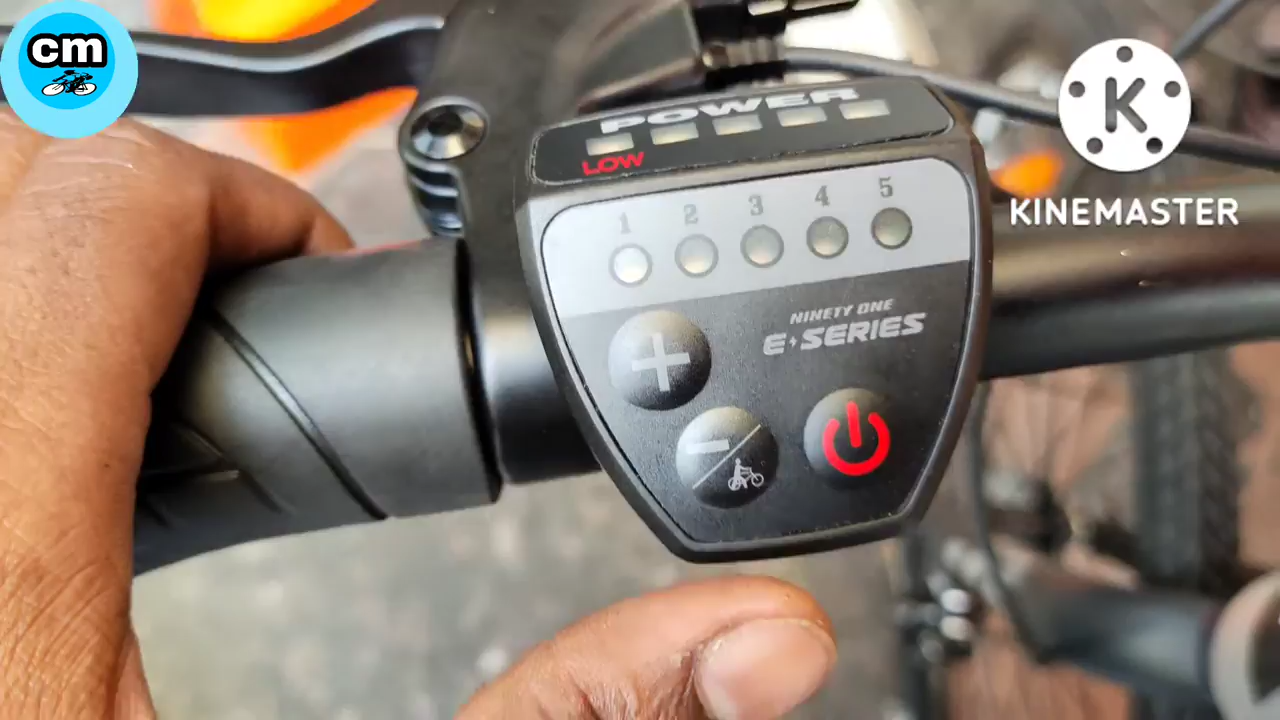 cm
K
KINEMASTER
POWER
LOW
1 2 3 4 5
NINETY ONE
E SERIES